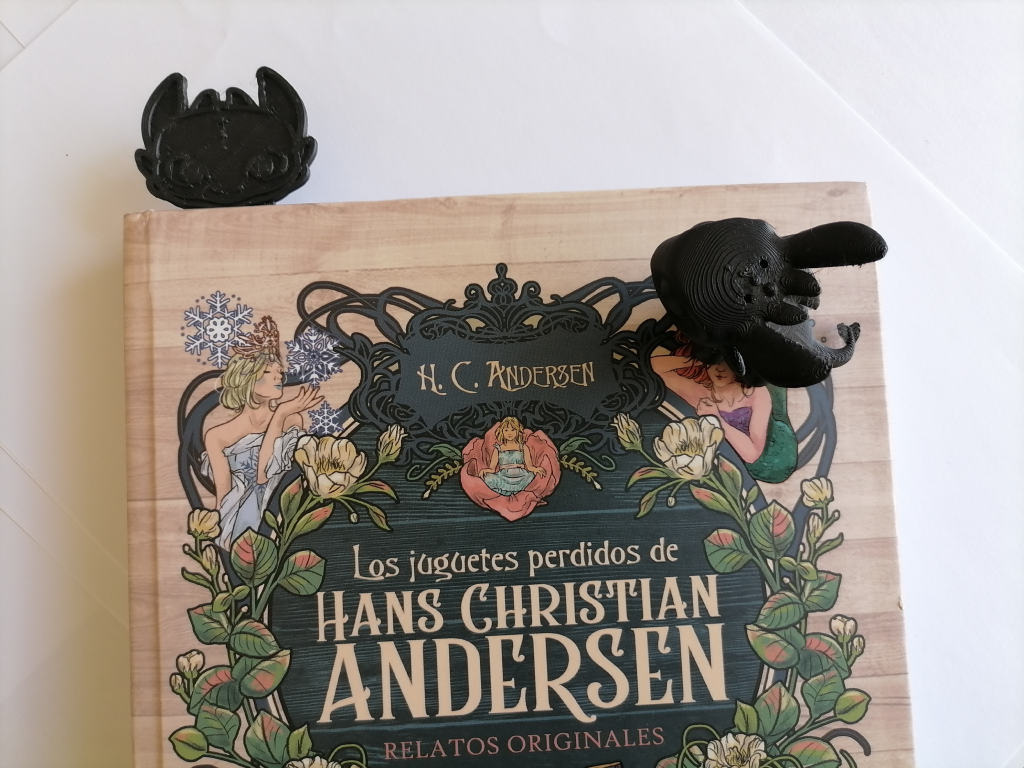 H. C. ANDERSEN
Los juguetes perdidos de
HANS CHRISTIAN
ANDERSEN
RELATOS ORIGINALES